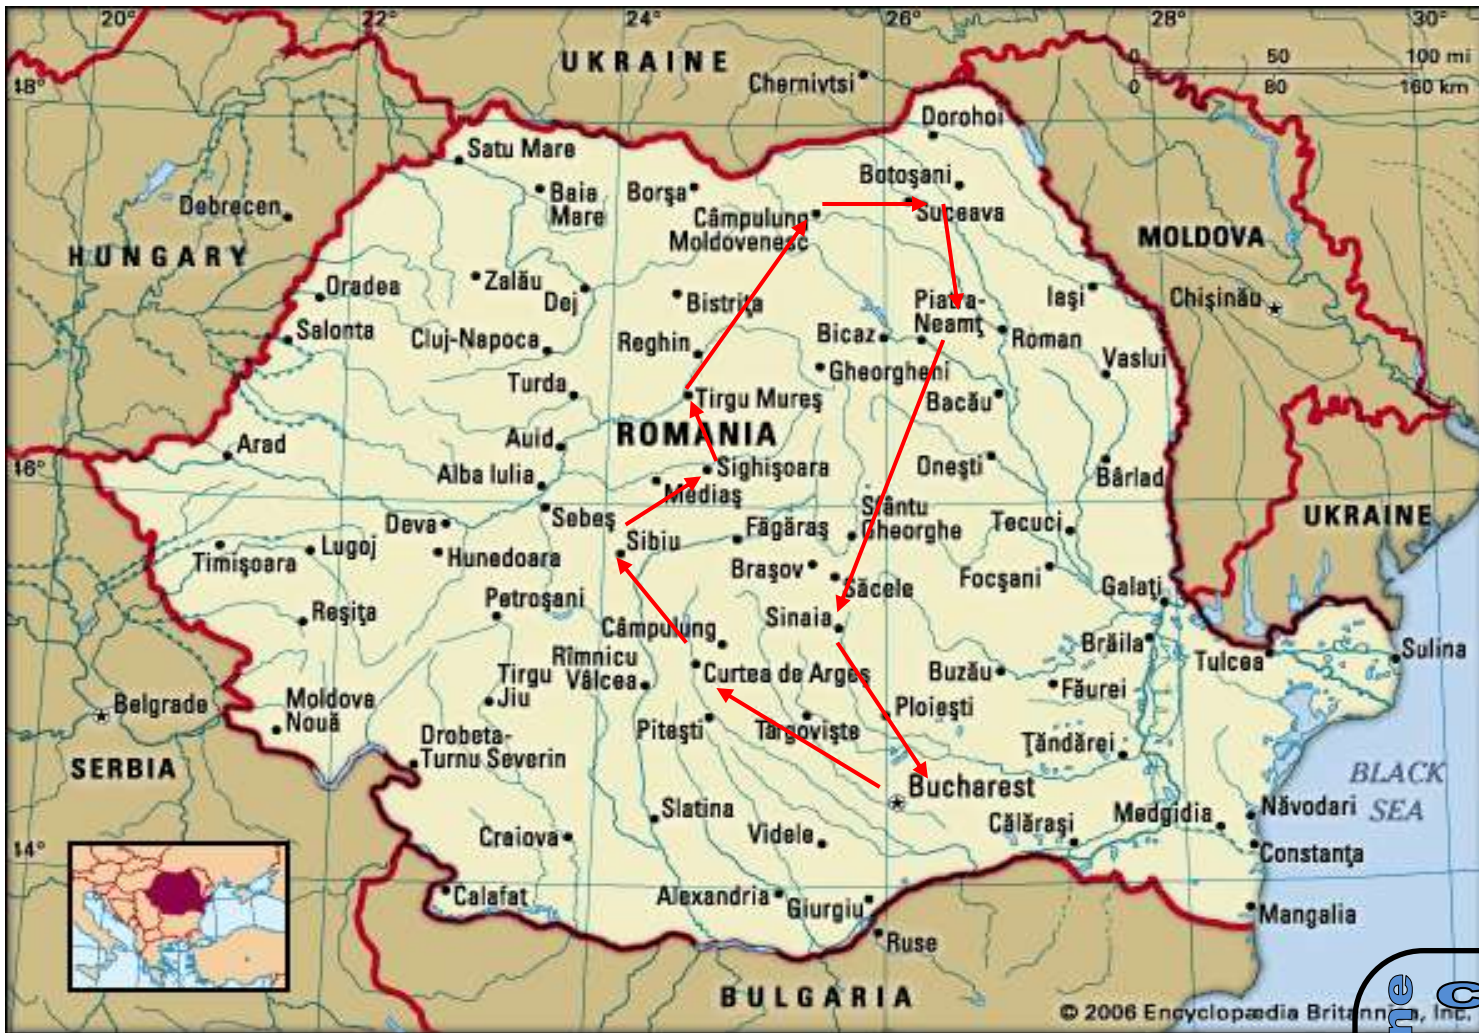 20°
22°
24°
26°
28°
30°
UKRAINE
Chernivtsi
0 50 100 mi
0 80 160 km
18°
Dorohoi
Satu Mare
Botoşani
Baia
Mare
Borşa
Debrecen
Câmpulung
Moldovenesc
Suceava
HUNGARY
MOLDOVA
Zalău
Dej
Oradea
Bistriţa
Piatra-
Neamţ
Iaşi
Chişinău
Salonta
Cluj-Napoca
Reghin
Bicaz
Roman
Vaslui
Gheorgheni
Turda
Tirgu Mureş
Bacău
ROMANIA
Arad
Auid
16°
Alba Iulia
Sighişoara
Oneşti
Bârlad
Mediaş
Sebeş
Deva
Făgăraş
Sfântu
Gheorghe
Tecuci
UKRAINE
Timişoara
Lugoj
Hunedoara
Sibiu
Braşov
Săcele
Focşani
Galaţi
Reşiţa
Petroşani
Sinaia
Câmpulung
Brăila
Tulcea
Sulina
Rîmnicu
Vâlcea
Curtea de Argeş
Buzău
Făurei
Tirgu
Jiu
Belgrade
Moldova
Nouă
Piteşti
Targovişte
Ploieşti
Drobeta-
Turnu Severin
Ţăndărei
SERBIA
Bucharest
BLACK
SEA
Slatina
Craiova
Videle
Călăraşi
Medgidia
Năvodari
14°
Constanţa
Calafat
Alexandria
Giurgiu
Mangalia
Ruse
BULGARIA
© 2006 Encyclopædia Britannica, Inc.